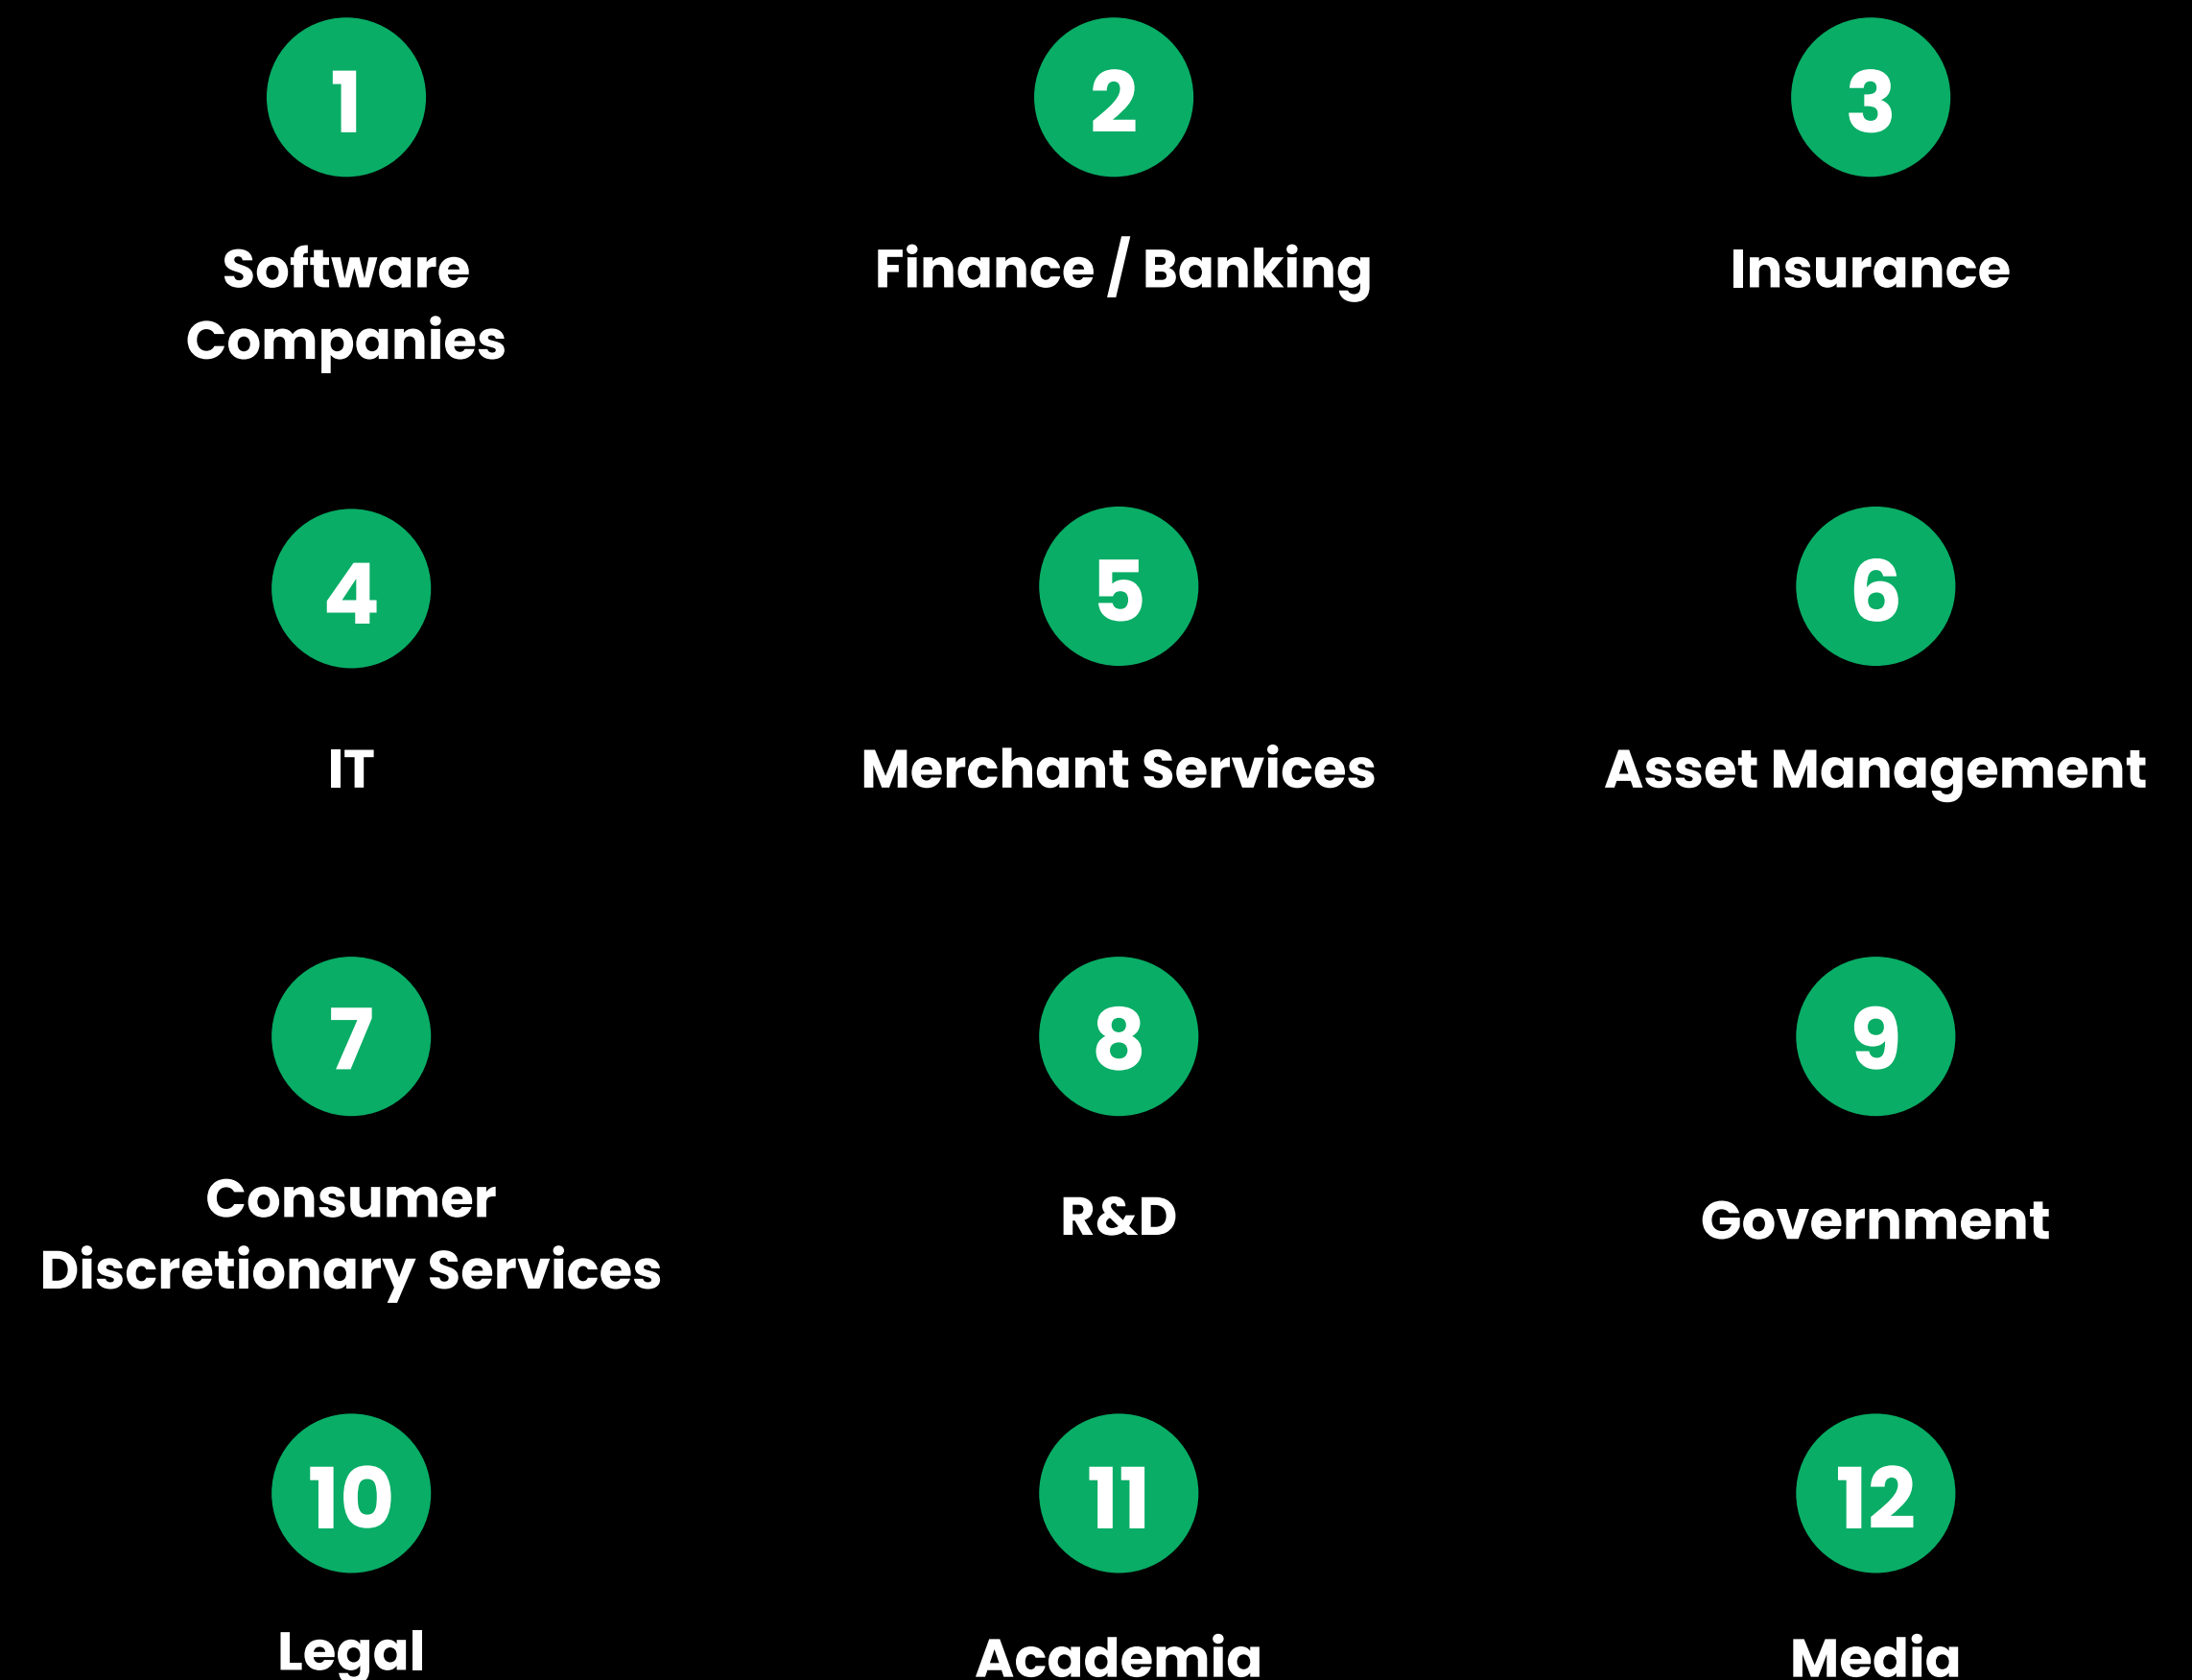 1
2
3
Software
Companies
Finance / Banking
Insurance
4
5
6
IT
Merchant Services
Asset Management
7
8
9
Consumer
Discretionary Services
R&D
Government
10
11
12
Legal
Academia
Media